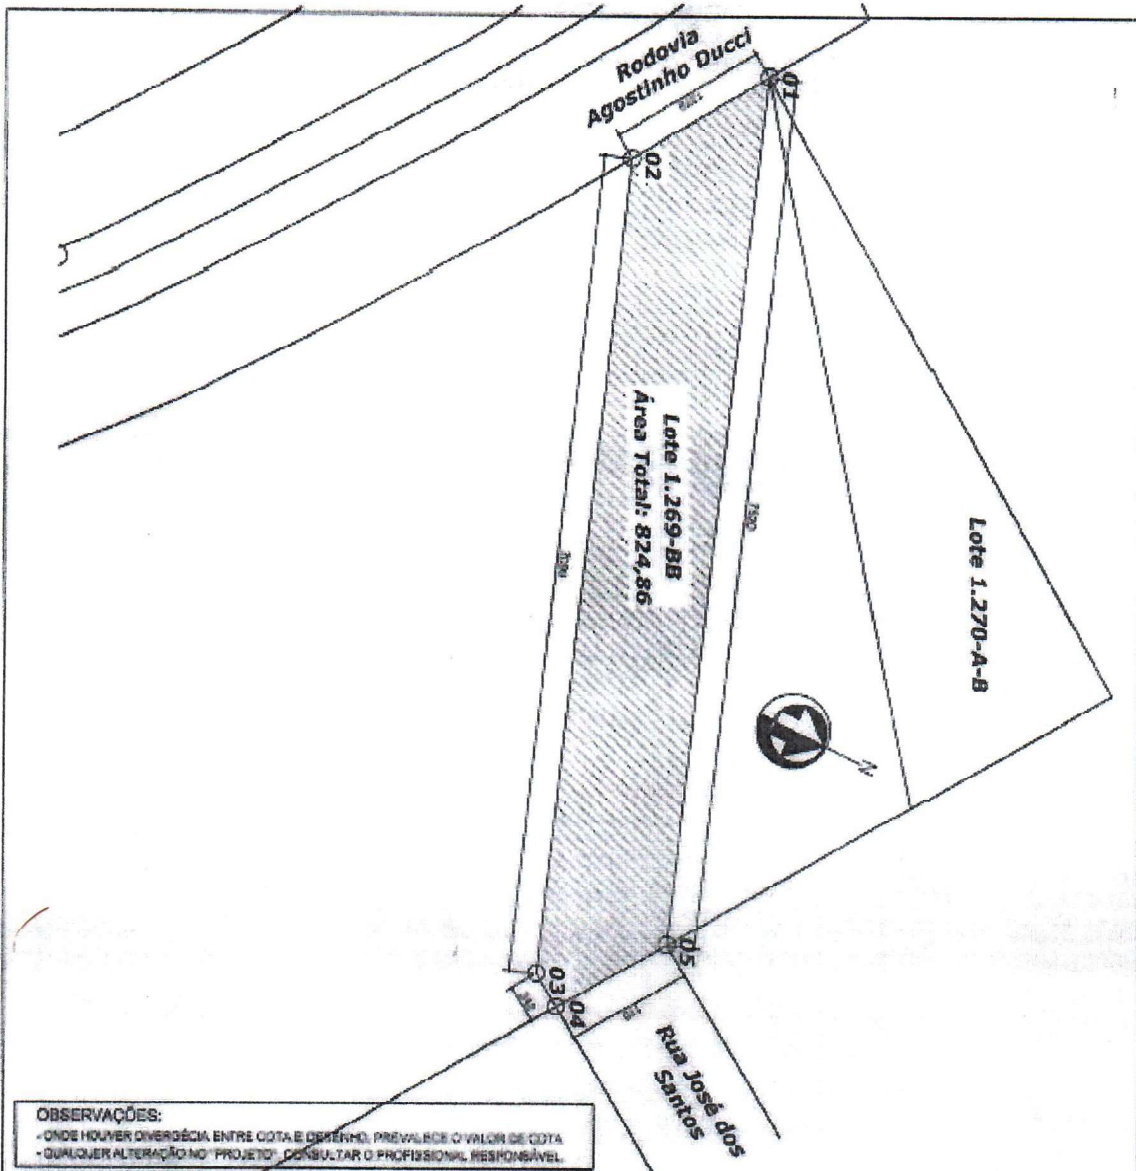 Rodovia
Agostinho Ducci
01
02
Lote 1.269-BB
Área Total: 824,86
7500
Lote 1.270-A-B
N
05
03
04
Rua José dos
Santos
OBSERVAÇÕES:
- ONDE HOUVER DIVERGÊCIA ENTRE COTA E DESENHO, PREVALECE O VALOR DE COTA
- QUALQUER ALTERAÇÃO NO "PROJETO", CONSULTAR O PROFISSIONAL RESPONSÁVEL.